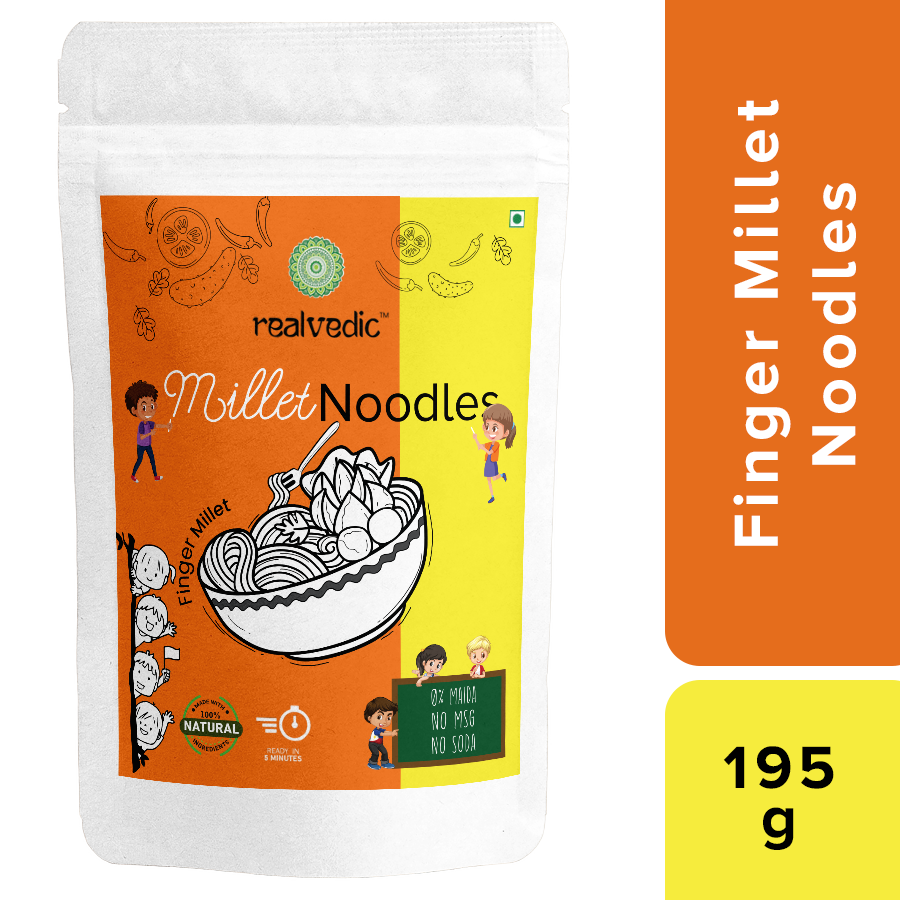 realvedic™
Millet Noodles
Finger Millet
MADE WITH
100%
NATURAL
INGREDIENTS
READY IN
5 MINUTES
0% MAIDA
NO MSG
NO SODA
Finger Millet
Noodles
195
g